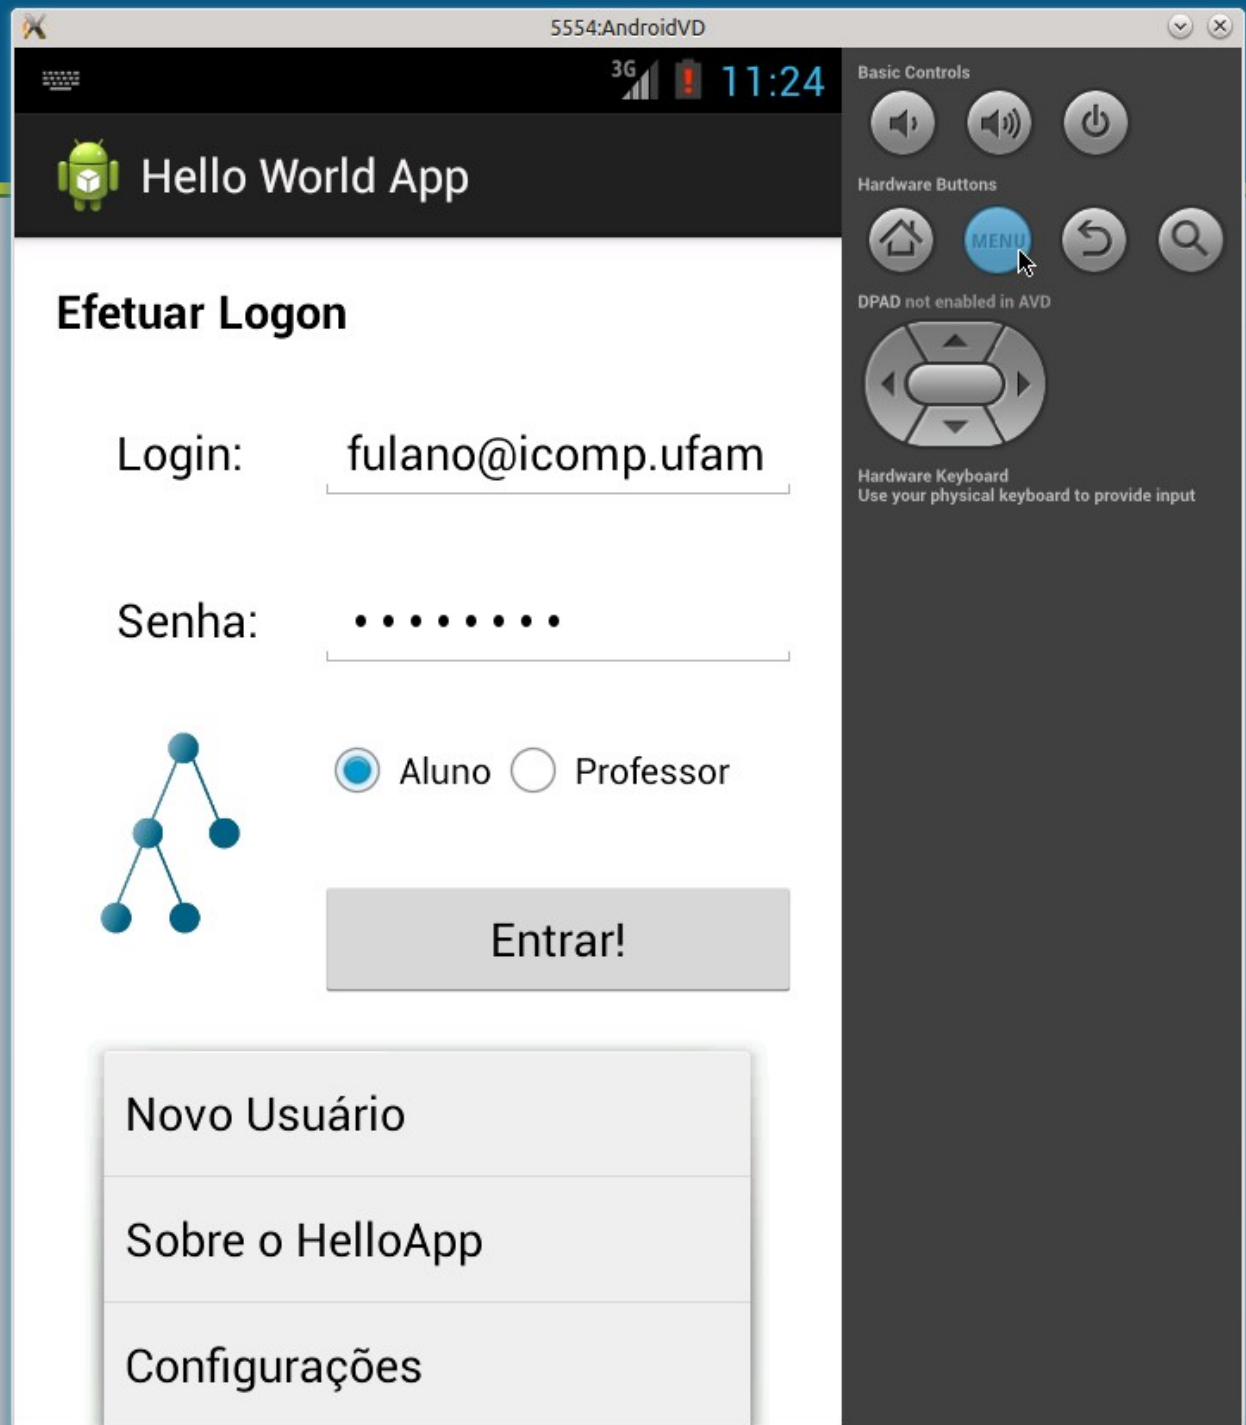 5554:AndroidVD
3G 11:24
Hello World App
Efetuar Logon
Login: fulano@icomp.ufam
Senha: ••••••••
Aluno Professor
Entrar!
Novo Usuário
Sobre o HelloApp
Configurações
Basic Controls
Hardware Buttons
MENU
DPAD not enabled in AVD
Hardware Keyboard
Use your physical keyboard to provide input